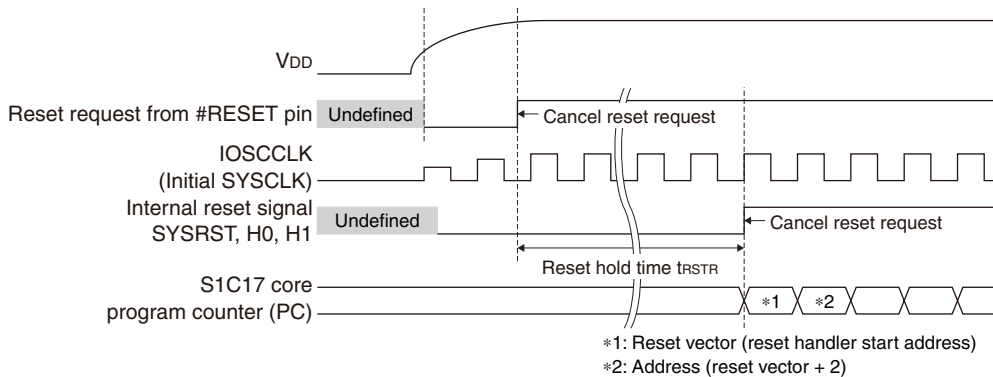 VDD
Reset request from #RESET pin
Undefined
Cancel reset request
IOSCCLK
(Initial SYSCLK)
Internal reset signal
SYSRST, H0, H1
Undefined
Cancel reset request
Reset hold time tRSTR
S1C17 core
program counter (PC)
*1
*2
*1: Reset vector (reset handler start address)
*2: Address (reset vector + 2)